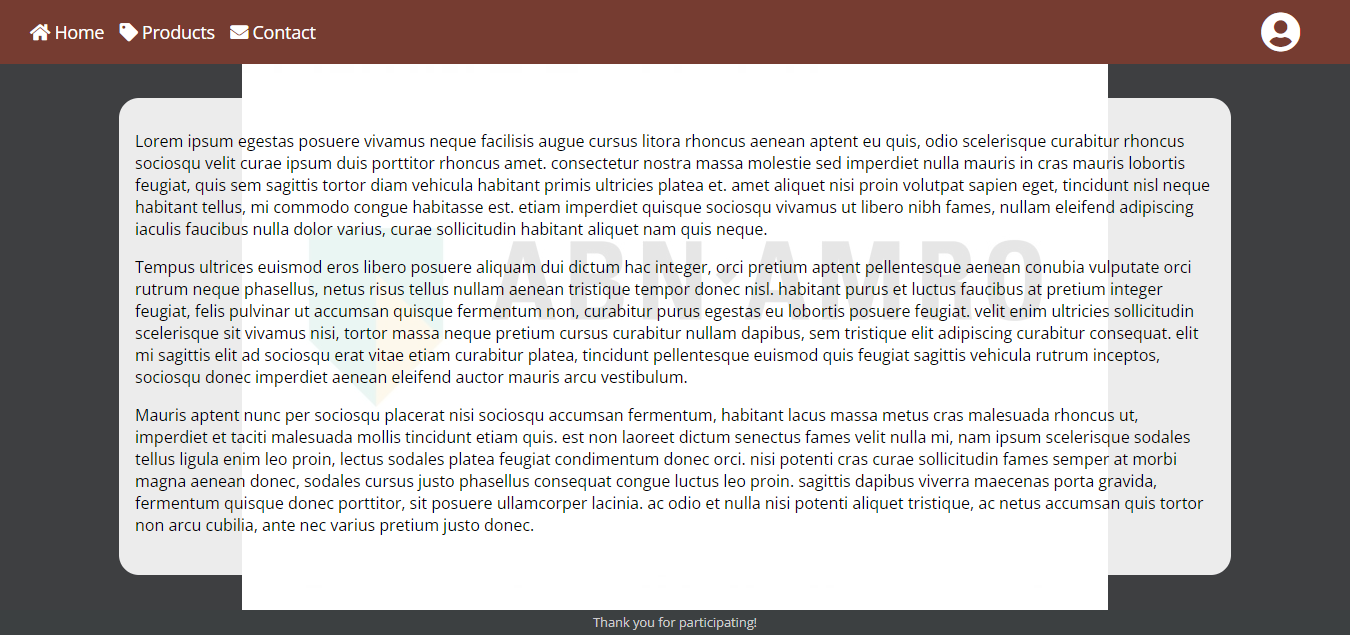 Home Products Contact
Lorem ipsum egestas posuere vivamus neque facilisis augue cursus litora rhoncus aenean aptent eu quis, odio scelerisque curabitur rhoncus
sociosqu velit curae ipsum duis porttitor rhoncus amet. consectetur nostra massa molestie sed imperdiet nulla mauris in cras mauris lobortis
feugiat, quis sem sagittis tortor diam vehicula habitant primis ultricies platea et. amet aliquet nisi proin volutpat sapien eget, tincidunt nisl neque
habitant tellus, mi commodo congue habitasse est. etiam imperdiet quisque sociosqu vivamus ut libero nibh fames, nullam eleifend adipiscing
iaculis faucibus nulla dolor varius, curae sollicitudin habitant aliquet nam quis neque.
ABN·AMRO
Tempus ultrices euismod eros libero posuere aliquam dui dictum hac integer, orci pretium aptent pellentesque aenean conubia vulputate orci
rutrum neque phasellus, netus risus tellus nullam aenean tristique tempor donec nisl. habitant purus et luctus faucibus at pretium integer
feugiat, felis pulvinar ut accumsan quisque fermentum non, curabitur purus egestas eu lobortis posuere feugiat. velit enim ultricies sollicitudin
scelerisque sit vivamus nisi, tortor massa neque pretium cursus curabitur nullam dapibus, sem tristique elit adipiscing curabitur consequat. elit
mi sagittis elit ad sociosqu erat vitae etiam curabitur platea, tincidunt pellentesque euismod quis feugiat sagittis vehicula rutrum inceptos,
sociosqu donec imperdiet aenean eleifend auctor mauris arcu vestibulum.
Mauris aptent nunc per sociosqu placerat nisi sociosqu accumsan fermentum, habitant lacus massa metus cras malesuada rhoncus ut,
imperdiet et taciti malesuada mollis tincidunt etiam quis. est non laoreet dictum senectus fames velit nulla mi, nam ipsum scelerisque sodales
tellus ligula enim leo proin, lectus sodales platea feugiat condimentum donec orci. nisi potenti cras curae sollicitudin fames semper at morbi
magna aenean donec, sodales cursus justo phasellus consequat congue luctus leo proin. sagittis dapibus viverra maecenas porta gravida,
fermentum quisque donec porttitor, sit posuere ullamcorper lacinia. ac odio et nulla nisi potenti aliquet tristique, ac netus accumsan quis tortor
non arcu cubilia, ante nec varius pretium justo donec.
Thank you for participating!